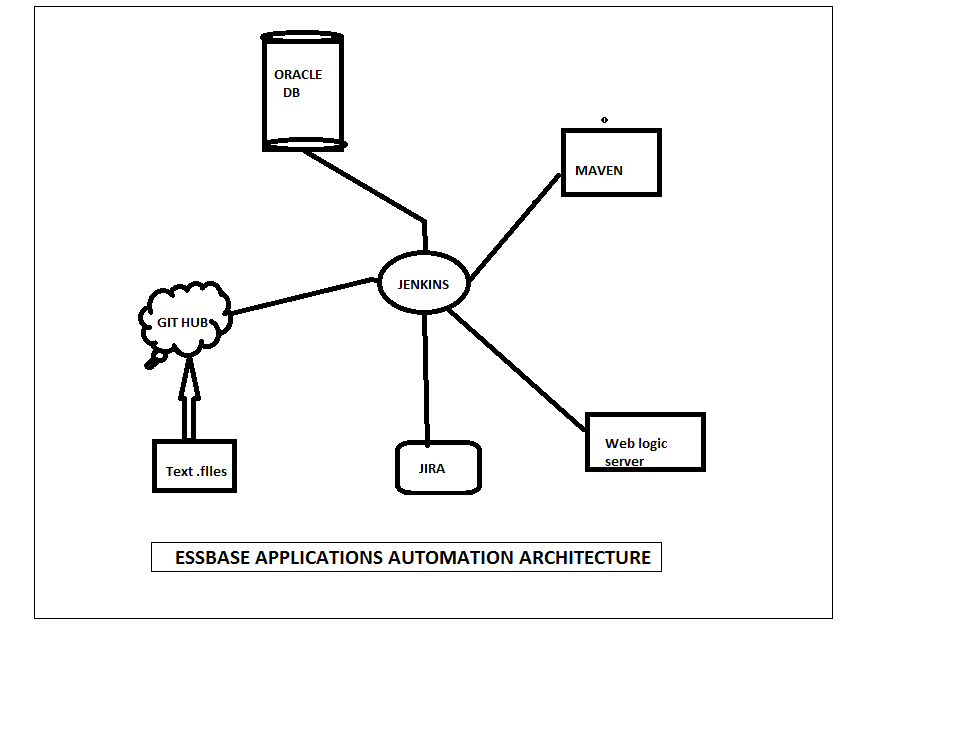 ORACLE
DB
MAVEN
JENKINS
GIT HUB
Web logic
server
JIRA
Text .flles
ESSBASE APPLICATIONS AUTOMATION ARCHITECTURE